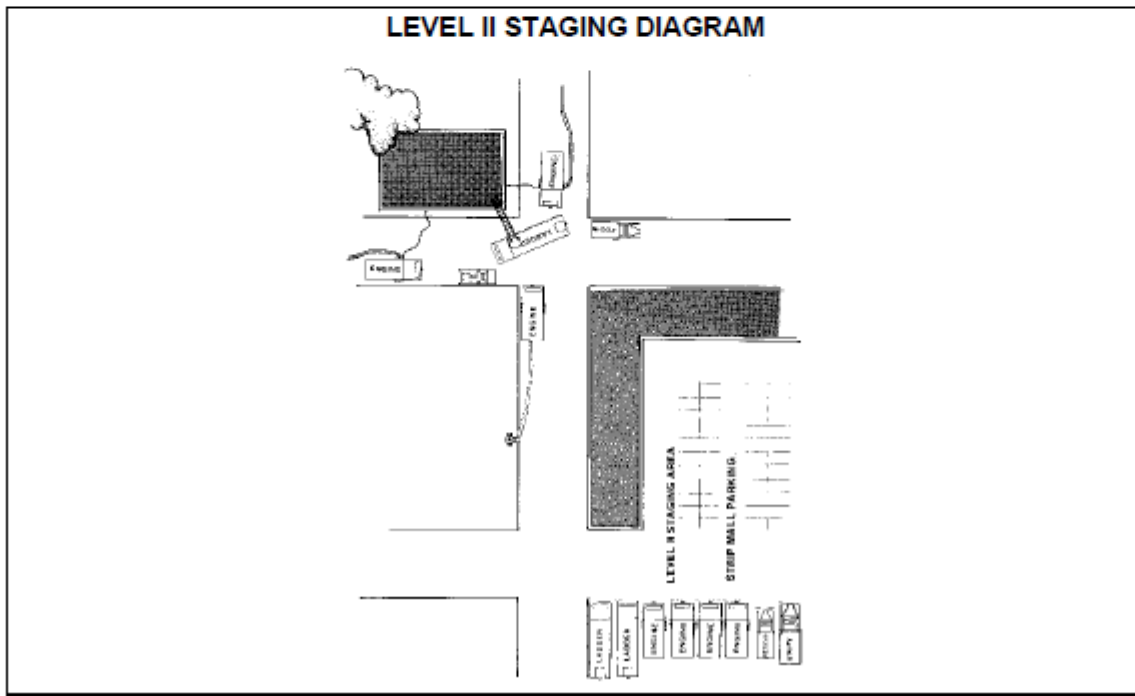 LEVEL II STAGING DIAGRAM
ENGINE
LADDER
ENGINE
ENGINE
LEVEL II STAGING AREA
STRIP MALL PARKING
LADDER
LADDER
ENGINE
ENGINE
ENGINE
ENGINE